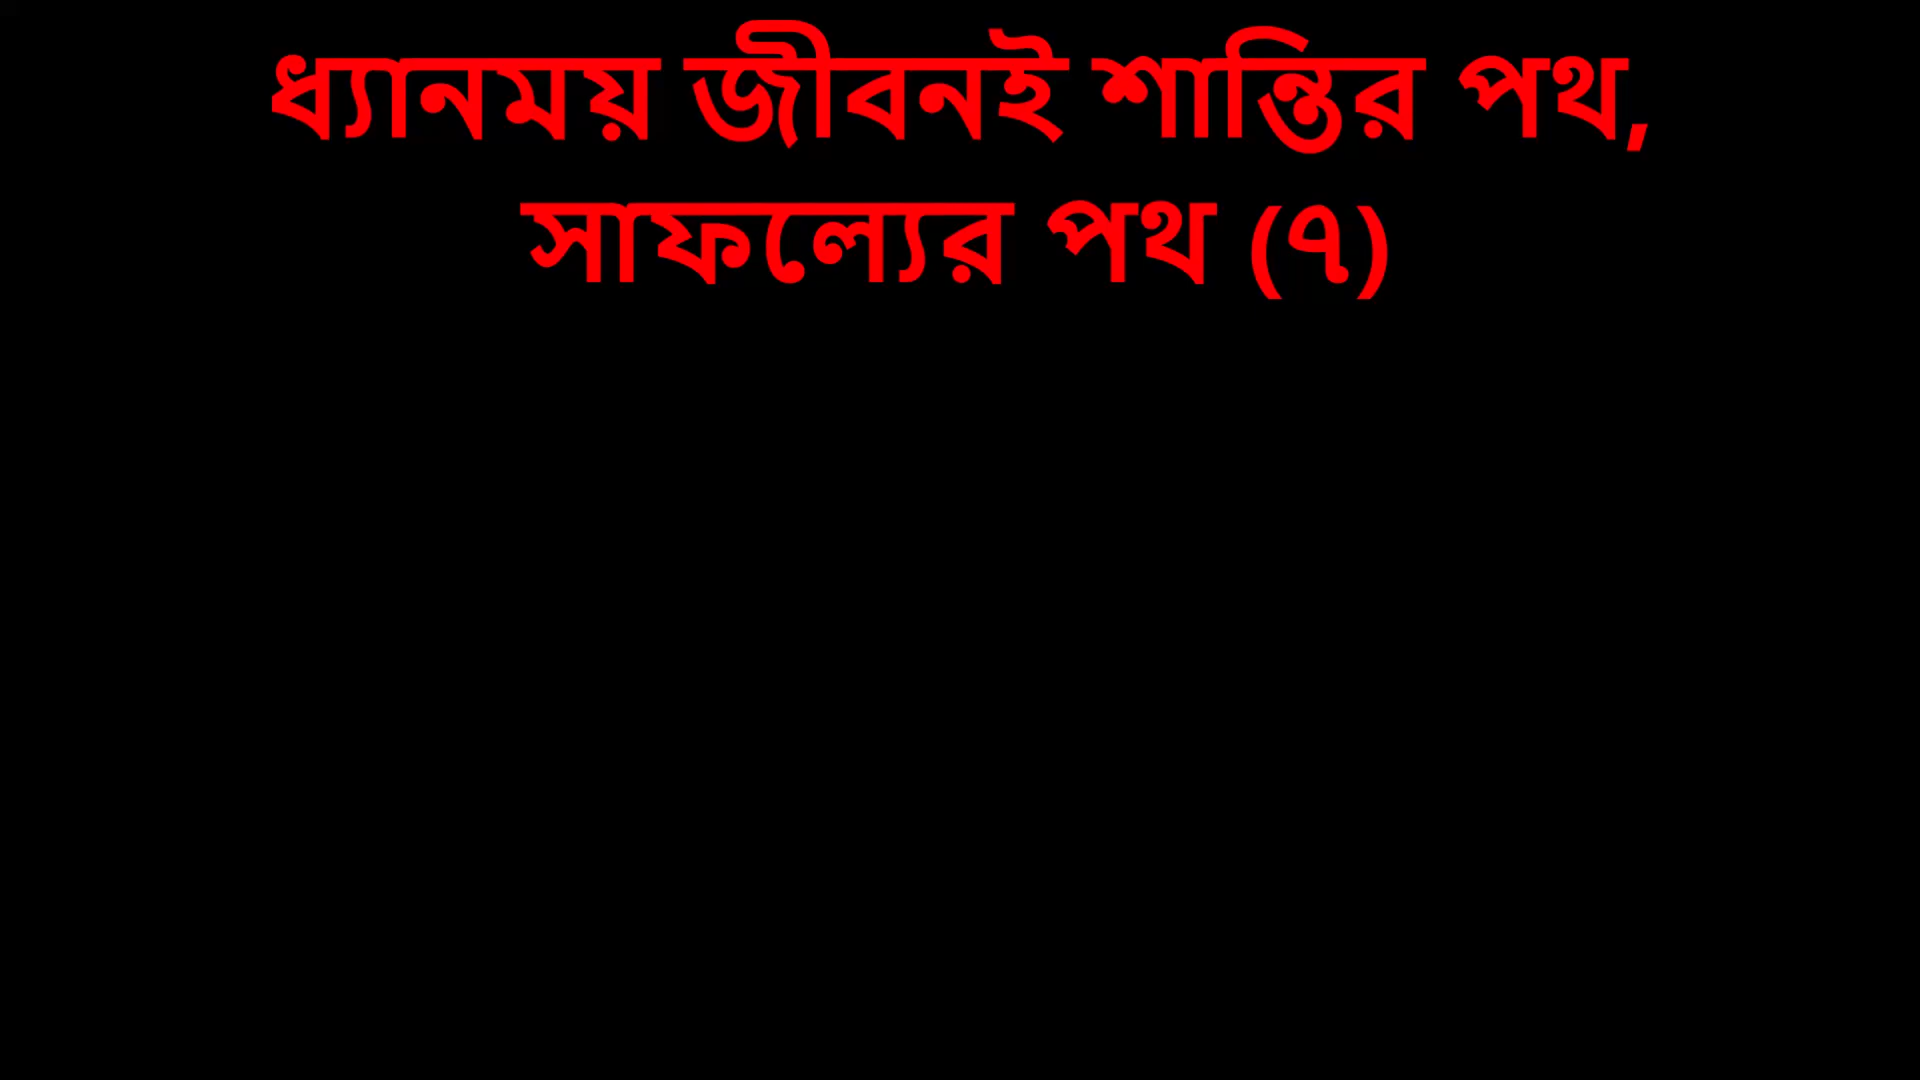 ধ্যানময় জীবনই শান্তির পথ,
সাফল্যের পথ (৭)